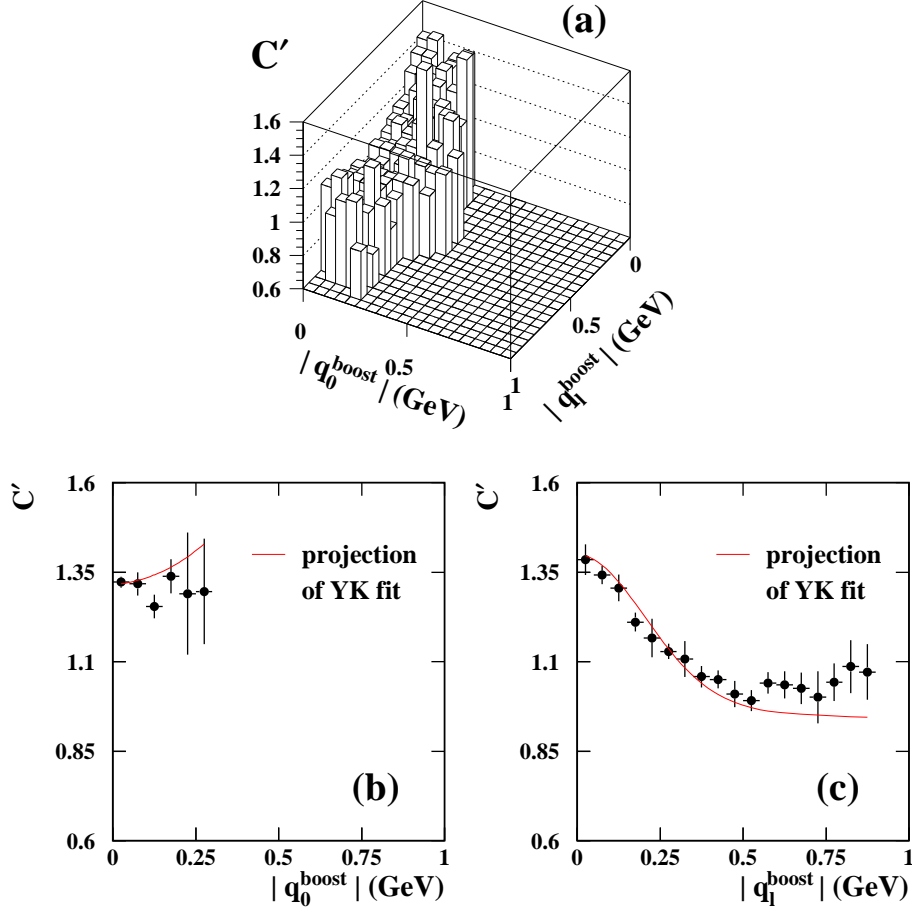 (a)
C′
1.6
1.4
1.2
1
0.8
0.6
0
0.5
1
| q₀ᵇᵒᵒˢᵗ | (GeV)
0
0.5
1
| qₗᵇᵒᵒˢᵗ | (GeV)
C′
1.6
1.35
1.1
0.85
0.6
projection
of YK fit
(b)
0 0.25 0.5 0.75 1
| q₀ᵇᵒᵒˢᵗ | (GeV)
C′
1.6
1.35
1.1
0.85
0.6
projection
of YK fit
(c)
0 0.25 0.5 0.75 1
| qₗᵇᵒᵒˢᵗ | (GeV)